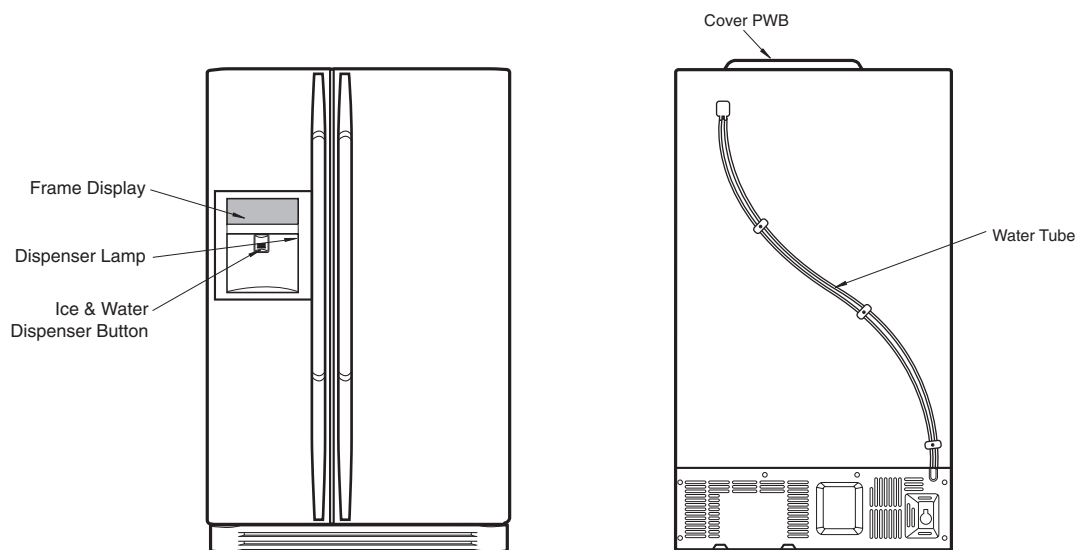 Cover PWB
Frame Display
Dispenser Lamp
Ice & Water
Dispenser Button
Water Tube